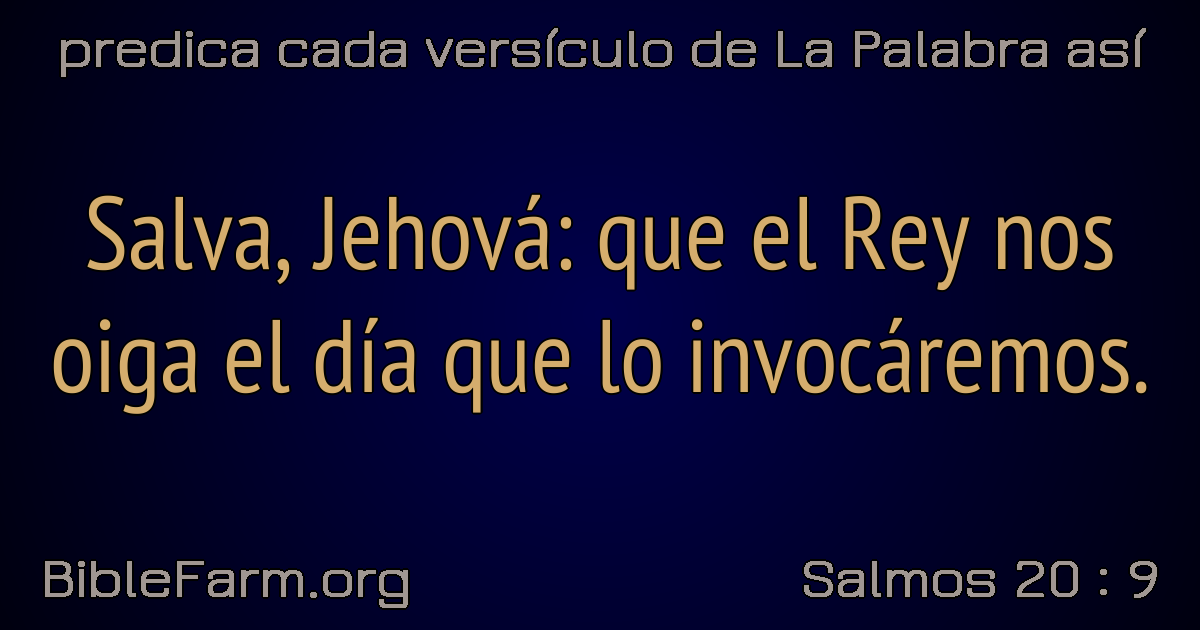 predica cada versículo de La Palabra así
Salva, Jehová: que el Rey nos
oiga el día que lo invocáremos.
BibleFarm.org
Salmos 20 : 9